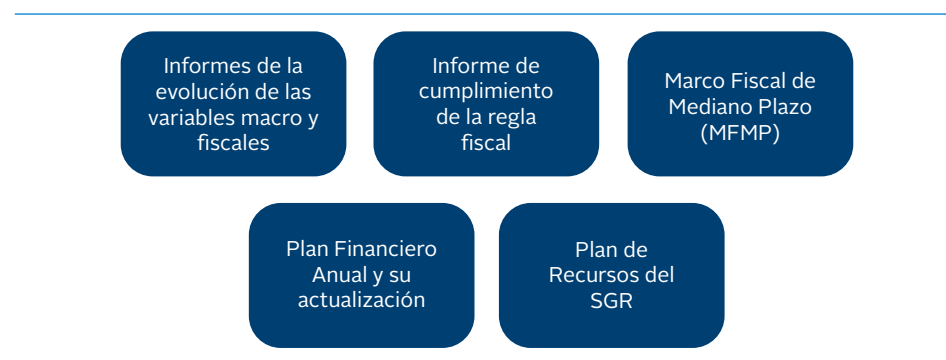 Informes de la
evolución de las
variables macro y
fiscales
Informe de
cumplimiento
de la regla
fiscal
Marco Fiscal de
Mediano Plazo
(MFMP)
Plan Financiero
Anual y su
actualización
Plan de
Recursos del
SGR